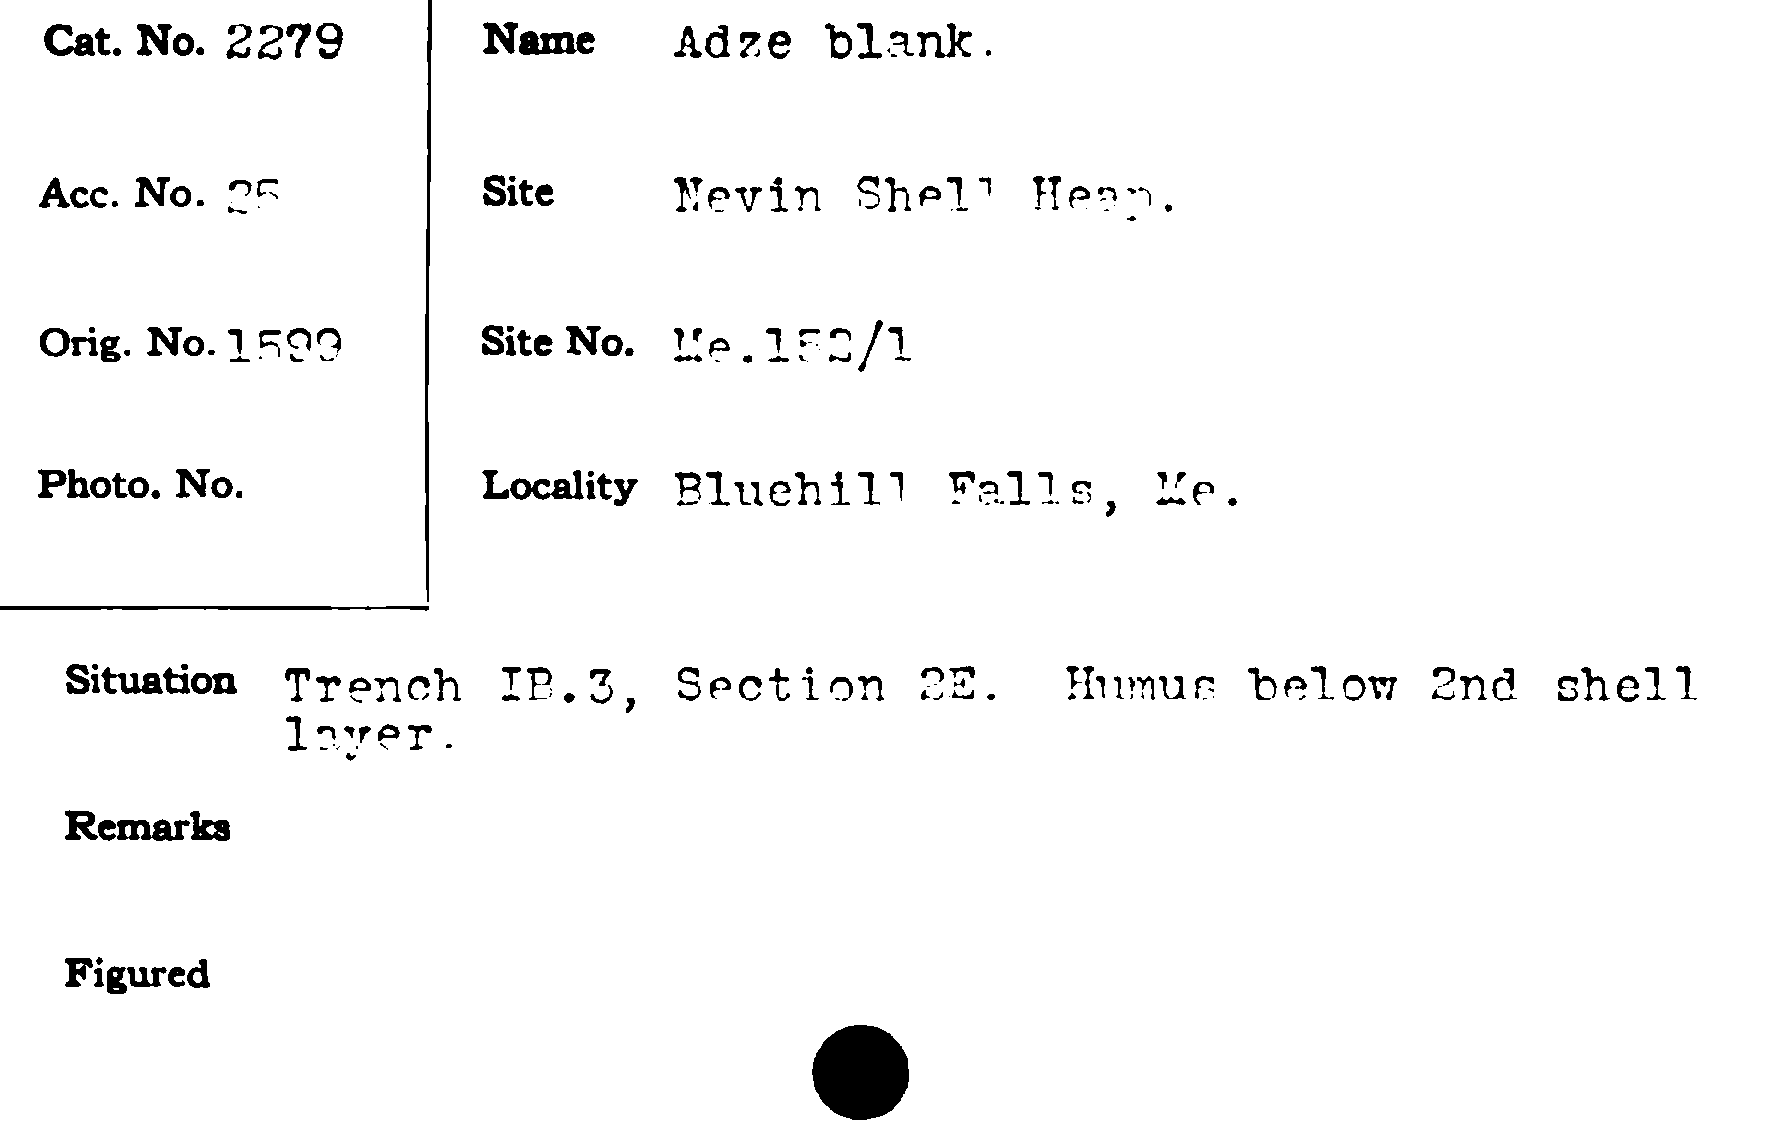 Cat. No. 2279
Name Adze blank.
Acc. No. 25
Site Nevin Shell Heap.
Orig. No. 1599
Site No. Me.152/1
Photo. No.
Locality Bluehill Falls, Me.
Situation Trench IB.3, Section 2E. Humus below 2nd shell
layer.
Remarks
Figured